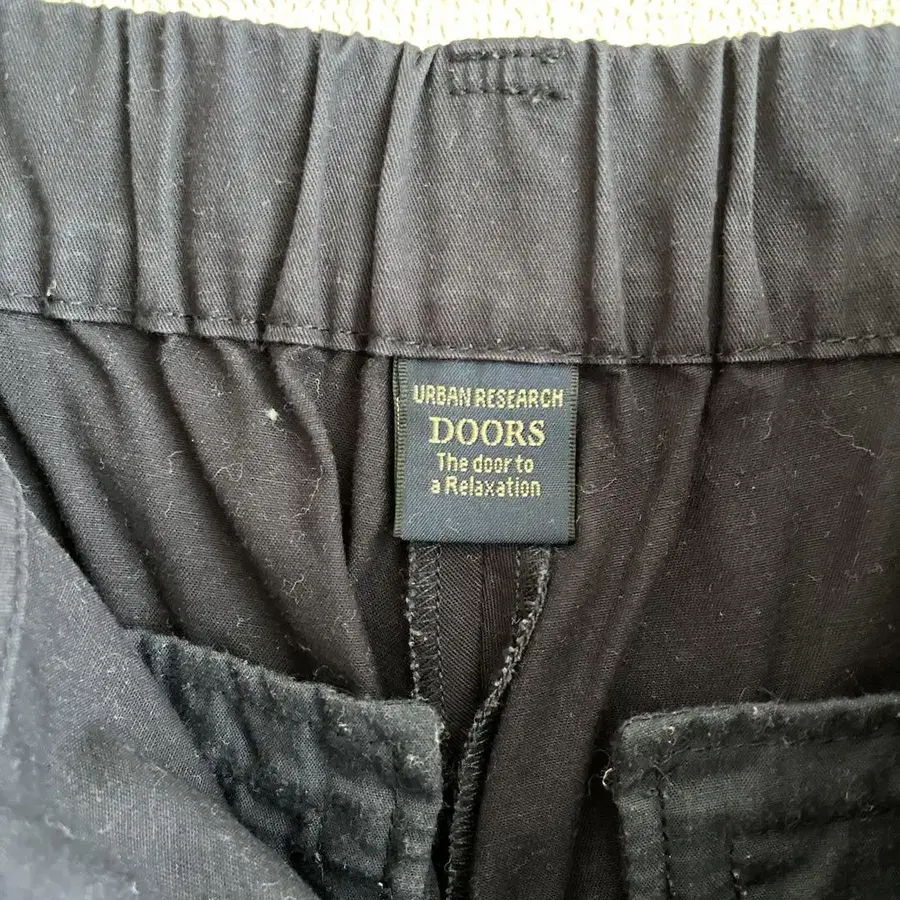 URBAN RESEARCH
DOORS
The door to
a Relaxation